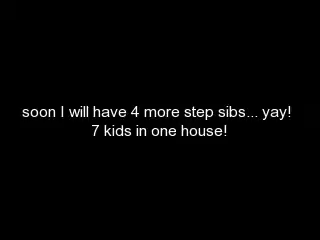 soon I will have 4 more step sibs... yay!
7 kids in one house!